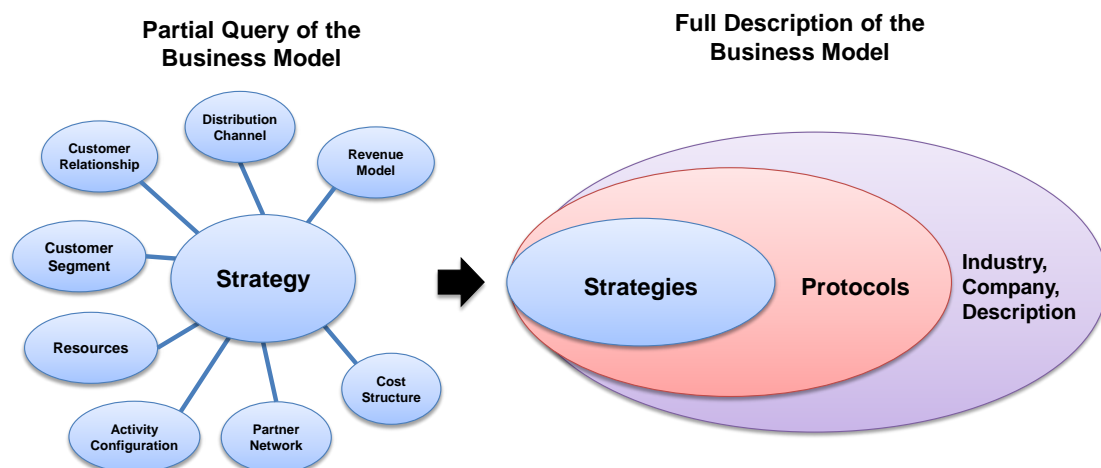 Partial Query of the
Business Model
Distribution
Channel
Customer
Relationship
Revenue
Model
Customer
Segment
Strategy
Resources
Cost
Structure
Activity
Configuration
Partner
Network
Full Description of the
Business Model
Strategies
Protocols
Industry,
Company,
Description